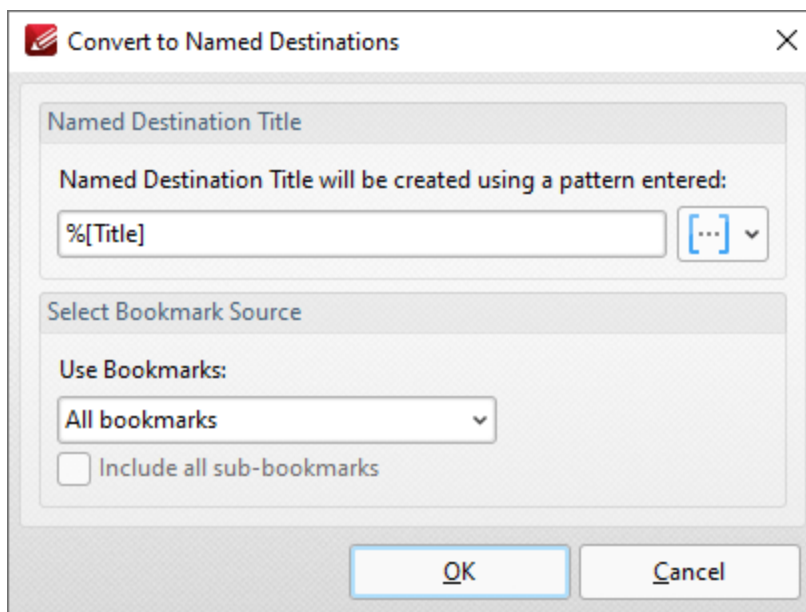 Convert to Named Destinations
Named Destination Title
Named Destination Title will be created using a pattern entered:
%[Title]
Select Bookmark Source
Use Bookmarks:
All bookmarks
Include all sub-bookmarks
OK
Cancel